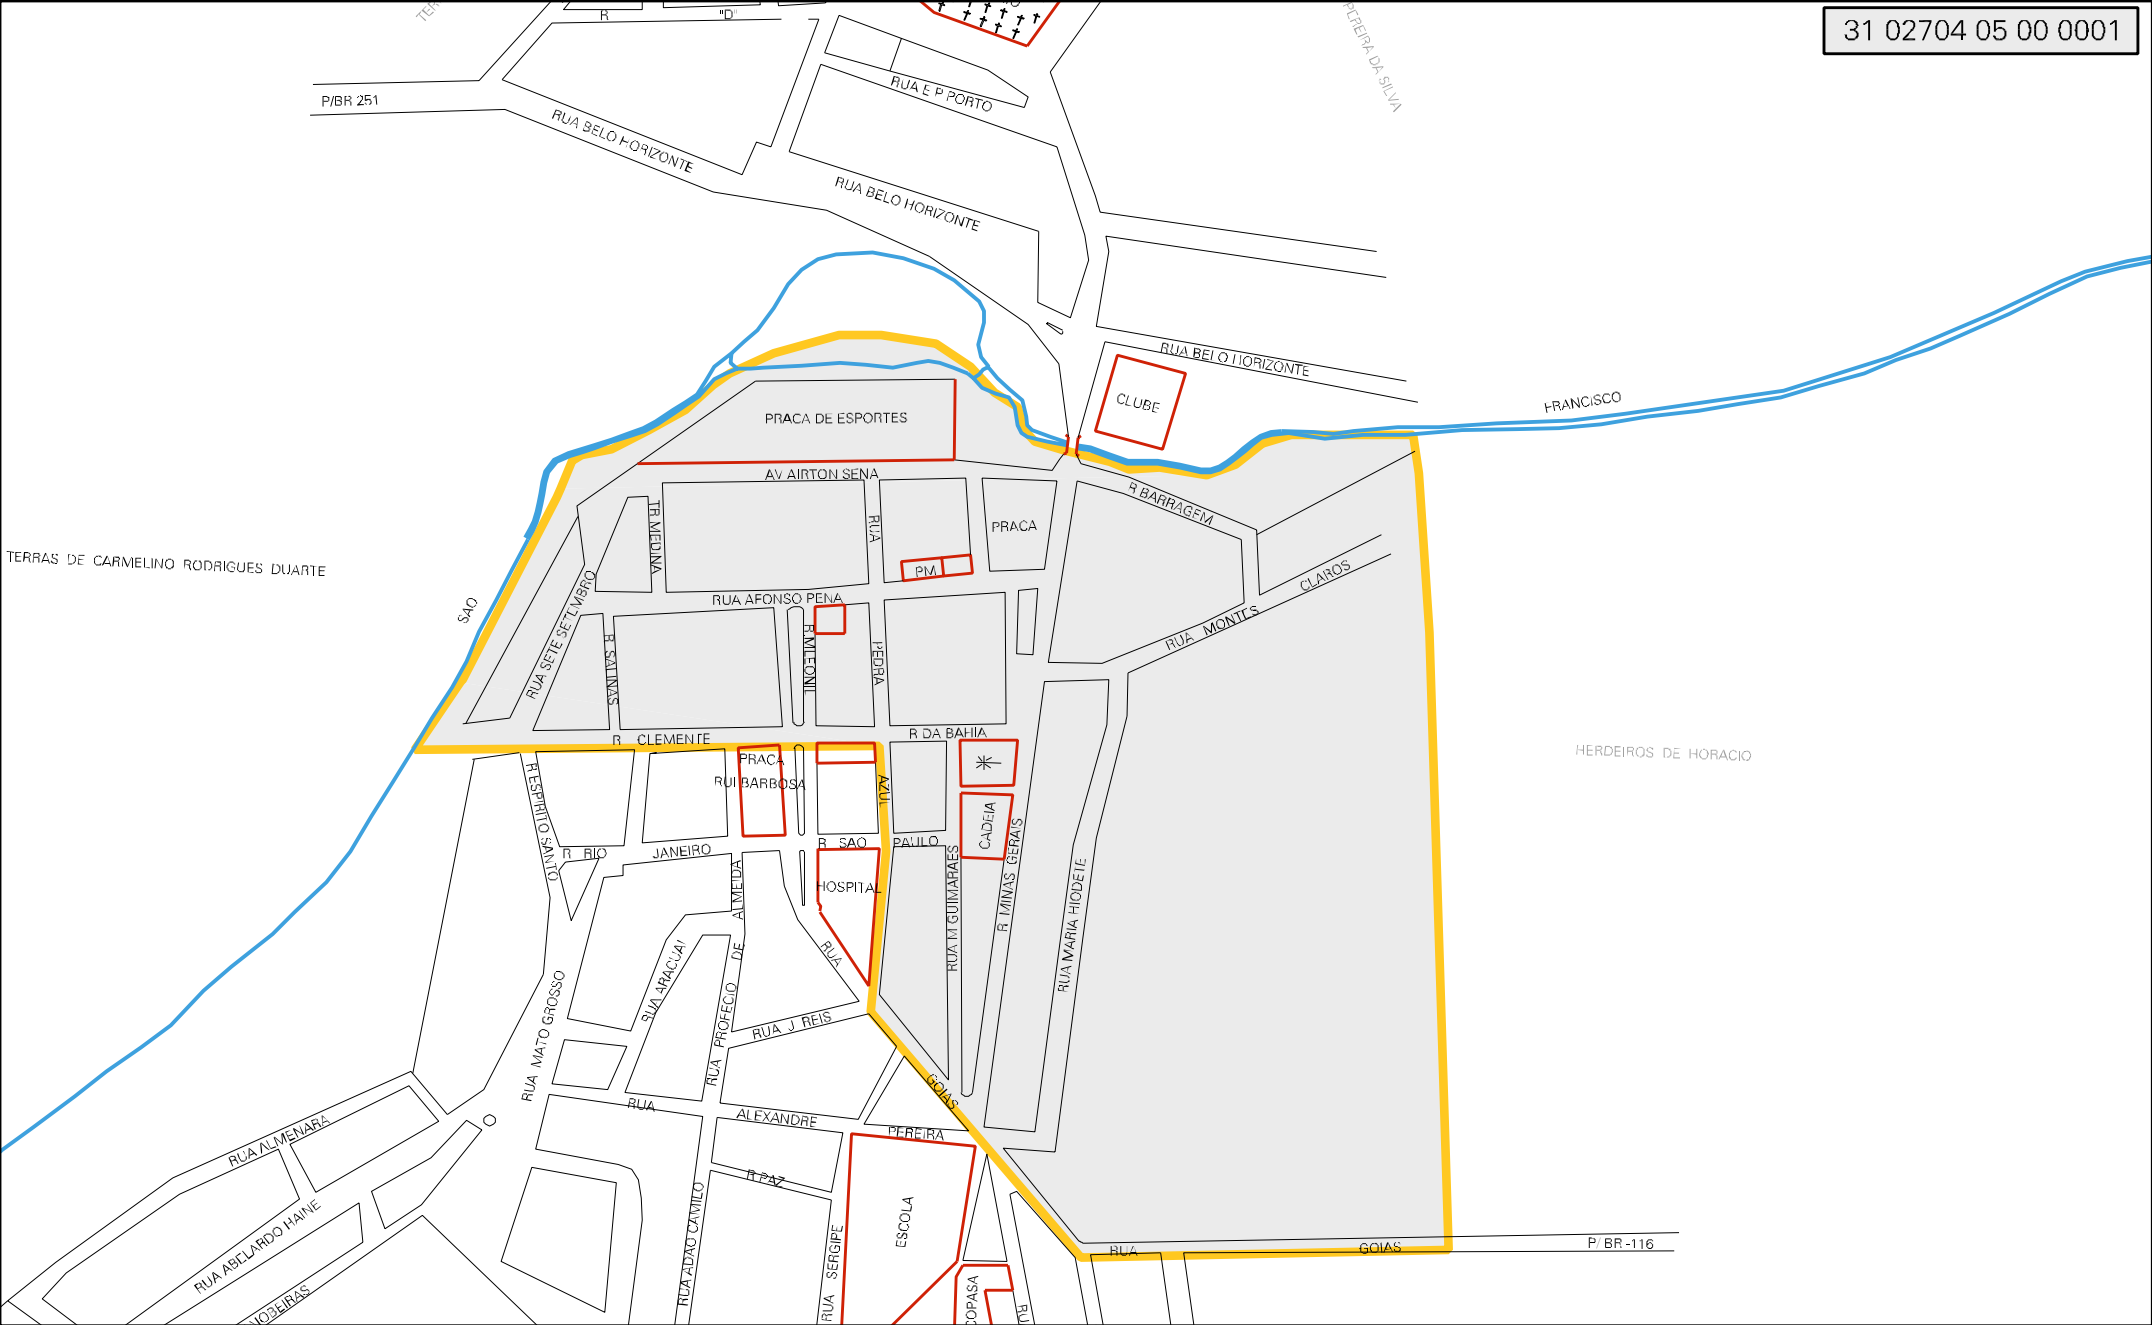 31 02704 05 00 0001
R "D"
PEREIRA DA SILVA
P/BR 251
RUA E P PORTO
RUA BELO HORIZONTE
RUA BELO HORIZONTE
RUA BELO HORIZONTE
CLUBE
FRANCISCO
PRACA DE ESPORTES
AV AIRTON SENA
R BARRAGEM
TR MEDINA
RUA
PRACA
PM
TERRAS DE CARMELINO RODRIGUES DUARTE
SAO
RUA SETE SETEMBRO
RUA AFONSO PENA
RUA MONTES CLAROS
R SALINAS
R M LEONIL
PEDRA
R CLEMENTE
R DA BAHIA
HERDEIROS DE HORACIO
PRACA
RUI BARBOSA
AZUL
R ESPIRITO SANTO
R SAO PAULO
CADEIA
R RIO JANEIRO
HOSPITAL
RUA M GUIMARAES
R MINAS GERAIS
RUA MARIA HIODETE
RUA PROFECIO DE ALMEIDA
RUA ARACUAI
RUA
RUA J REIS
RUA MATO GROSSO
GOIAS
RUA ALEXANDRE PEREIRA
RUA ALMENARA
R PAZ
RUA ABELARDO HAINE
RUA ADAO CAMILO
RUA SERGIPE
ESCOLA
COPASA
RUA GOIAS
P/BR-116